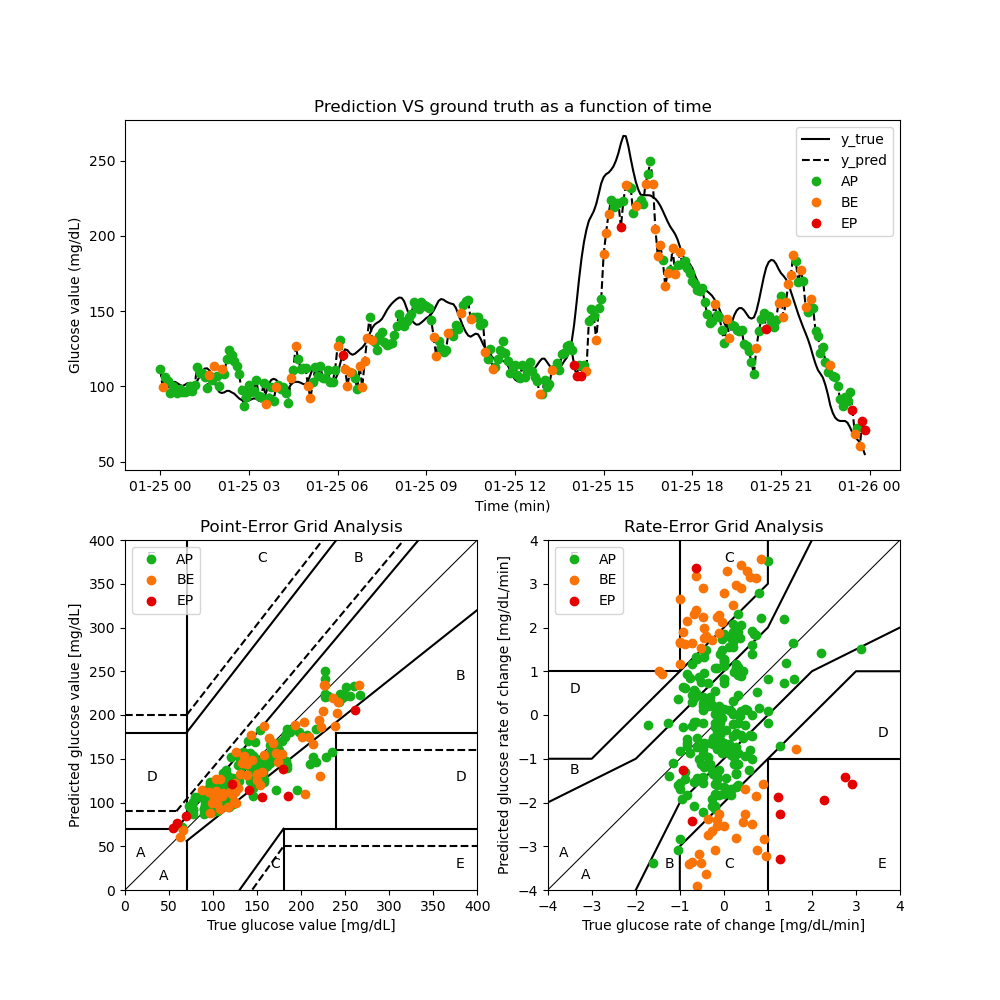 Prediction VS ground truth as a function of time
Glucose value (mg/dL)
250
200
150
100
50
y_true
y_pred
AP
BE
EP
01-25 00 01-25 03 01-25 06 01-25 09 01-25 12 01-25 15 01-25 18 01-25 21 01-26 00
Time (min)
Point-Error Grid Analysis
Predicted glucose value [mg/dL]
400
350
300
250
200
150
100
50
0
AP
BE
EP
C
B
B
D
D
A
A
C
E
0 50 100 150 200 250 300 350 400
True glucose value [mg/dL]
Rate-Error Grid Analysis
Predicted glucose rate of change [mg/dL/min]
4
3
2
1
0
−1
−2
−3
−4
AP
BE
EP
C
D
D
B
A
A
B
C
E
−4 −3 −2 −1 0 1 2 3 4
True glucose rate of change [mg/dL/min]